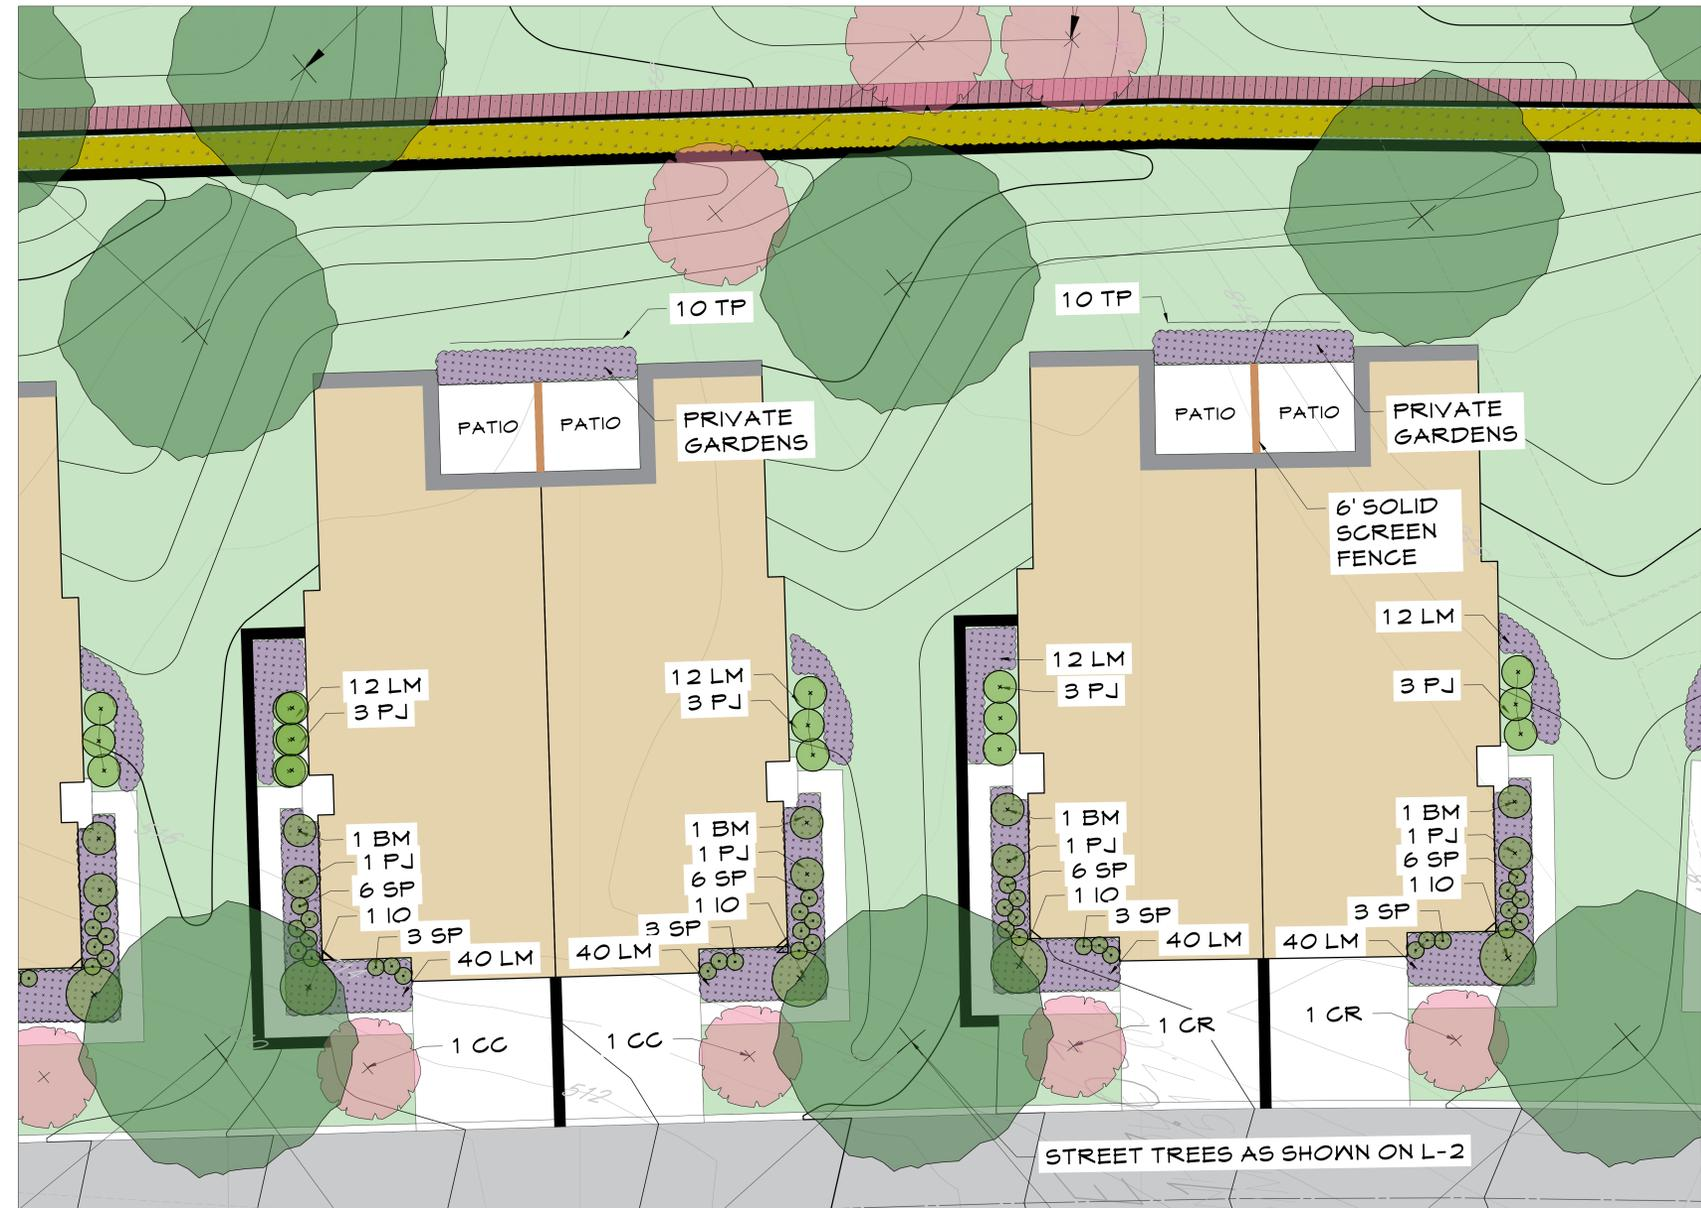 10 TP
10 TP
PATIO
PATIO
PRIVATE
GARDENS
PATIO
PATIO
PRIVATE
GARDENS
6' SOLID
SCREEN
FENCE
12 LM
3 PJ
12 LM
3 PJ
12 LM
3 PJ
12 LM
3 PJ
1 BM
1 PJ
6 SP
1 IO
3 SP
40 LM
1 BM
1 PJ
6 SP
1 IO
3 SP
40 LM
1 BM
1 PJ
6 SP
1 IO
3 SP
40 LM
1 BM
1 PJ
6 SP
1 IO
3 SP
40 LM
1 CC
1 CC
1 CR
1 CR
512
516
STREET TREES AS SHOWN ON L-2